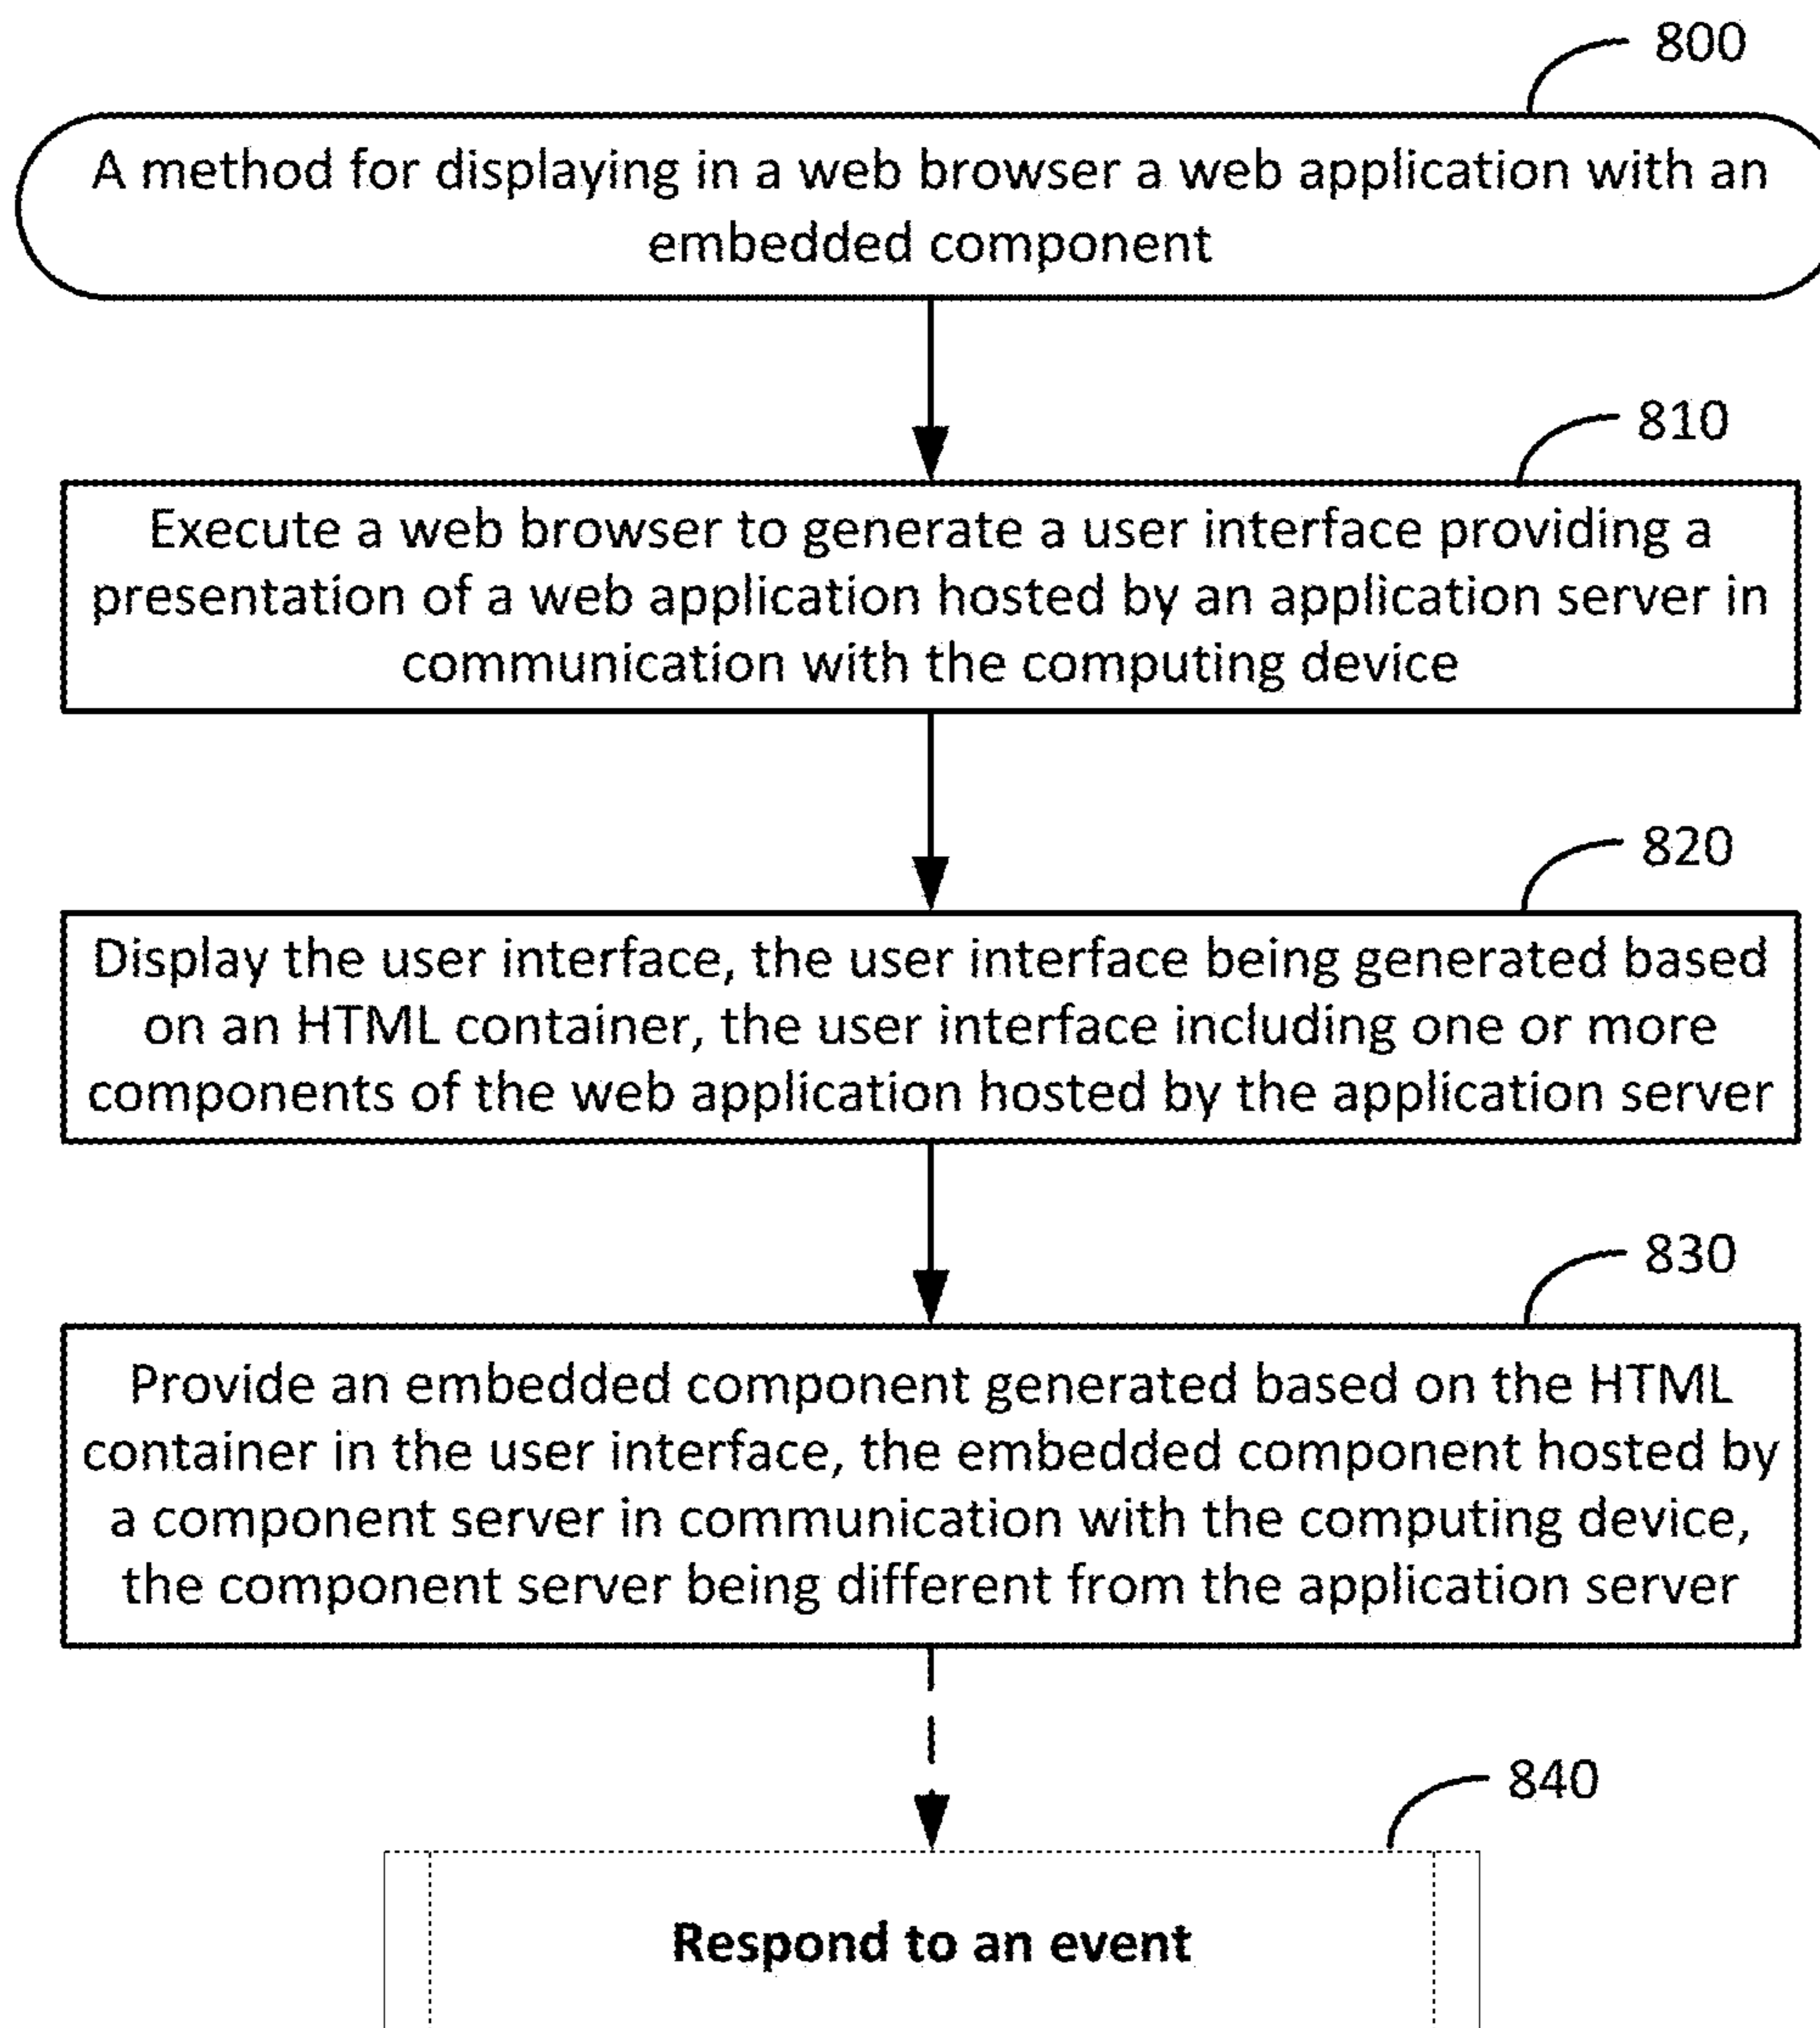 800
A method for displaying in a web browser a web application with an
embedded component
810
Execute a web browser to generate a user interface providing a
presentation of a web application hosted by an application server in
communication with the computing device
820
Display the user interface, the user interface being generated based
on an HTML container, the user interface including one or more
components of the web application hosted by the application server
830
Provide an embedded component generated based on the HTML
container in the user interface, the embedded component hosted by
a component server in communication with the computing device,
the component server being different from the application server
840
Respond to an event